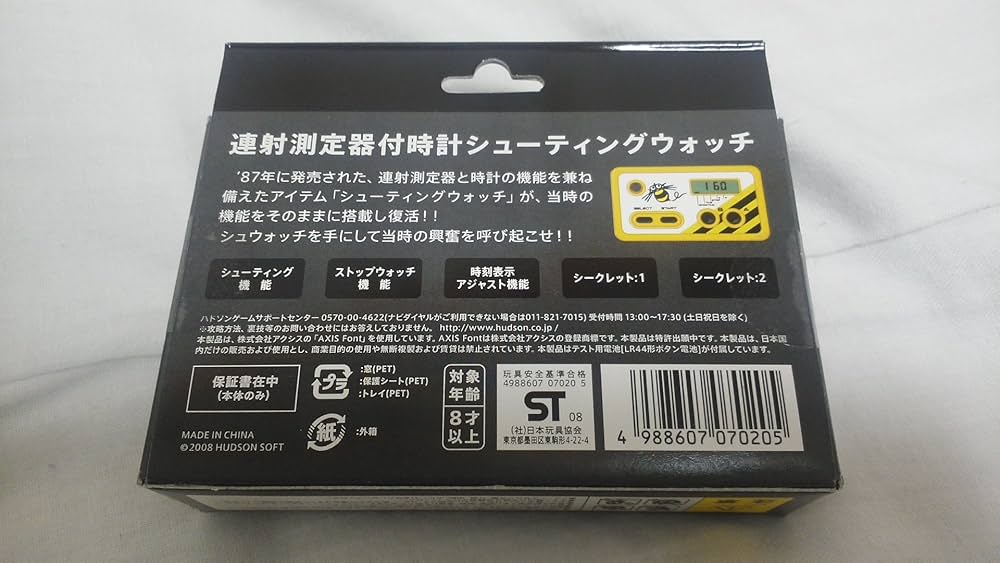 連射測定器付時計シューティングウォッチ
'87年に発売された、連射測定器と時計の機能を兼ね
備えたアイテム「シューティングウォッチ」が、当時の
機能をそのままに搭載し復活!!
シュウォッチを手にして当時の興奮を呼び起こせ!!
160
SELECT START
シューティング
機 能
ストップウォッチ
機 能
時刻表示
アジャスト機能
シークレット:1
シークレット:2
ハドソンゲームサポートセンター 0570-00-4622(ナビダイヤルがご利用できない場合は011-821-7015) 受付時間 13:00~17:30 (土日祝日を除く)
※攻略方法、裏技等のお問い合わせにはお答えしておりません。 http://www.hudson.co.jp/
本製品は、株式会社アクシスの「AXIS Font」を使用しています。AXIS Fontは株式会社アクシスの登録商標です。本製品は特許出願中です。本製品は、日本国
内だけの販売および使用とし、商業目的の使用や無断複製および賃貸は禁止されています。本製品はテスト用電池[LR44形ボタン電池]が付属しています。
保証書在中
(本体のみ)
プラ
:窓(PET)
:保護シート(PET)
:トレイ(PET)
紙
:外箱
対象
年齢
8才
以上
玩具安全基準合格
4988607 07020 5
ST 08
(社)日本玩具協会
東京都墨田区東駒形4-22-4
4 988607 070205
MADE IN CHINA
©2008 HUDSON SOFT